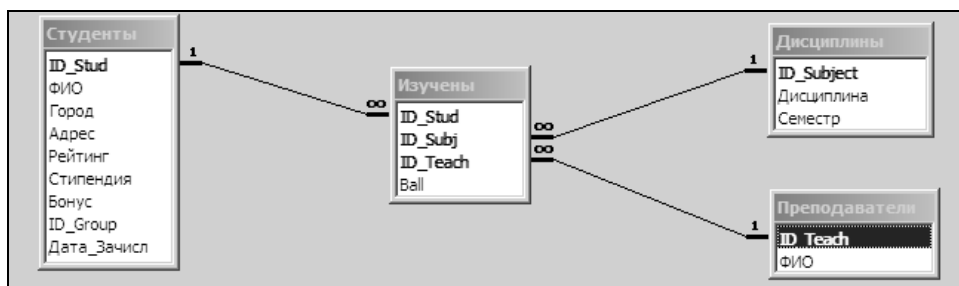 Студенты
ID_Stud
ФИО
Город
Адрес
Рейтинг
Стипендия
Бонус
ID_Group
Дата_Зачисл
1
∞
Изучены
ID_Stud
ID_Subj
ID_Teach
Ball
∞
∞
1
Дисциплины
ID_Subject
Дисциплина
Семестр
1
Преподаватели
ID_Teach
ФИО